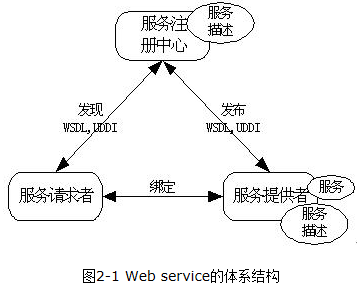 服务注
册中心
服务
描述
发现
WSDL,UDDI
发布
WSDL,UDDI
服务请求者
绑定
服务提供者
服务
服务
描述
图2-1 Web service的体系结构